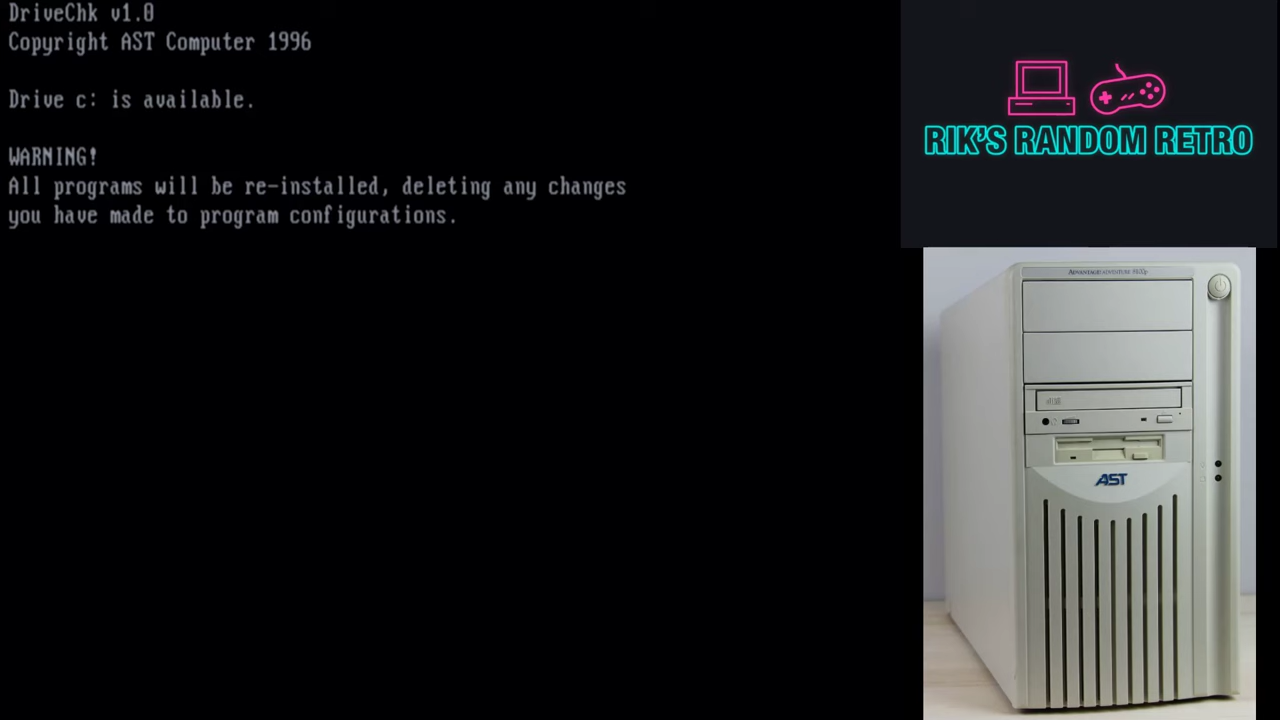 DriveChk v1.0
Copyright AST Computer 1996
Drive c: is available.
WARNING!
All programs will be re-installed, deleting any changes
you have made to program configurations.
RIK'S RANDOM RETRO
AST